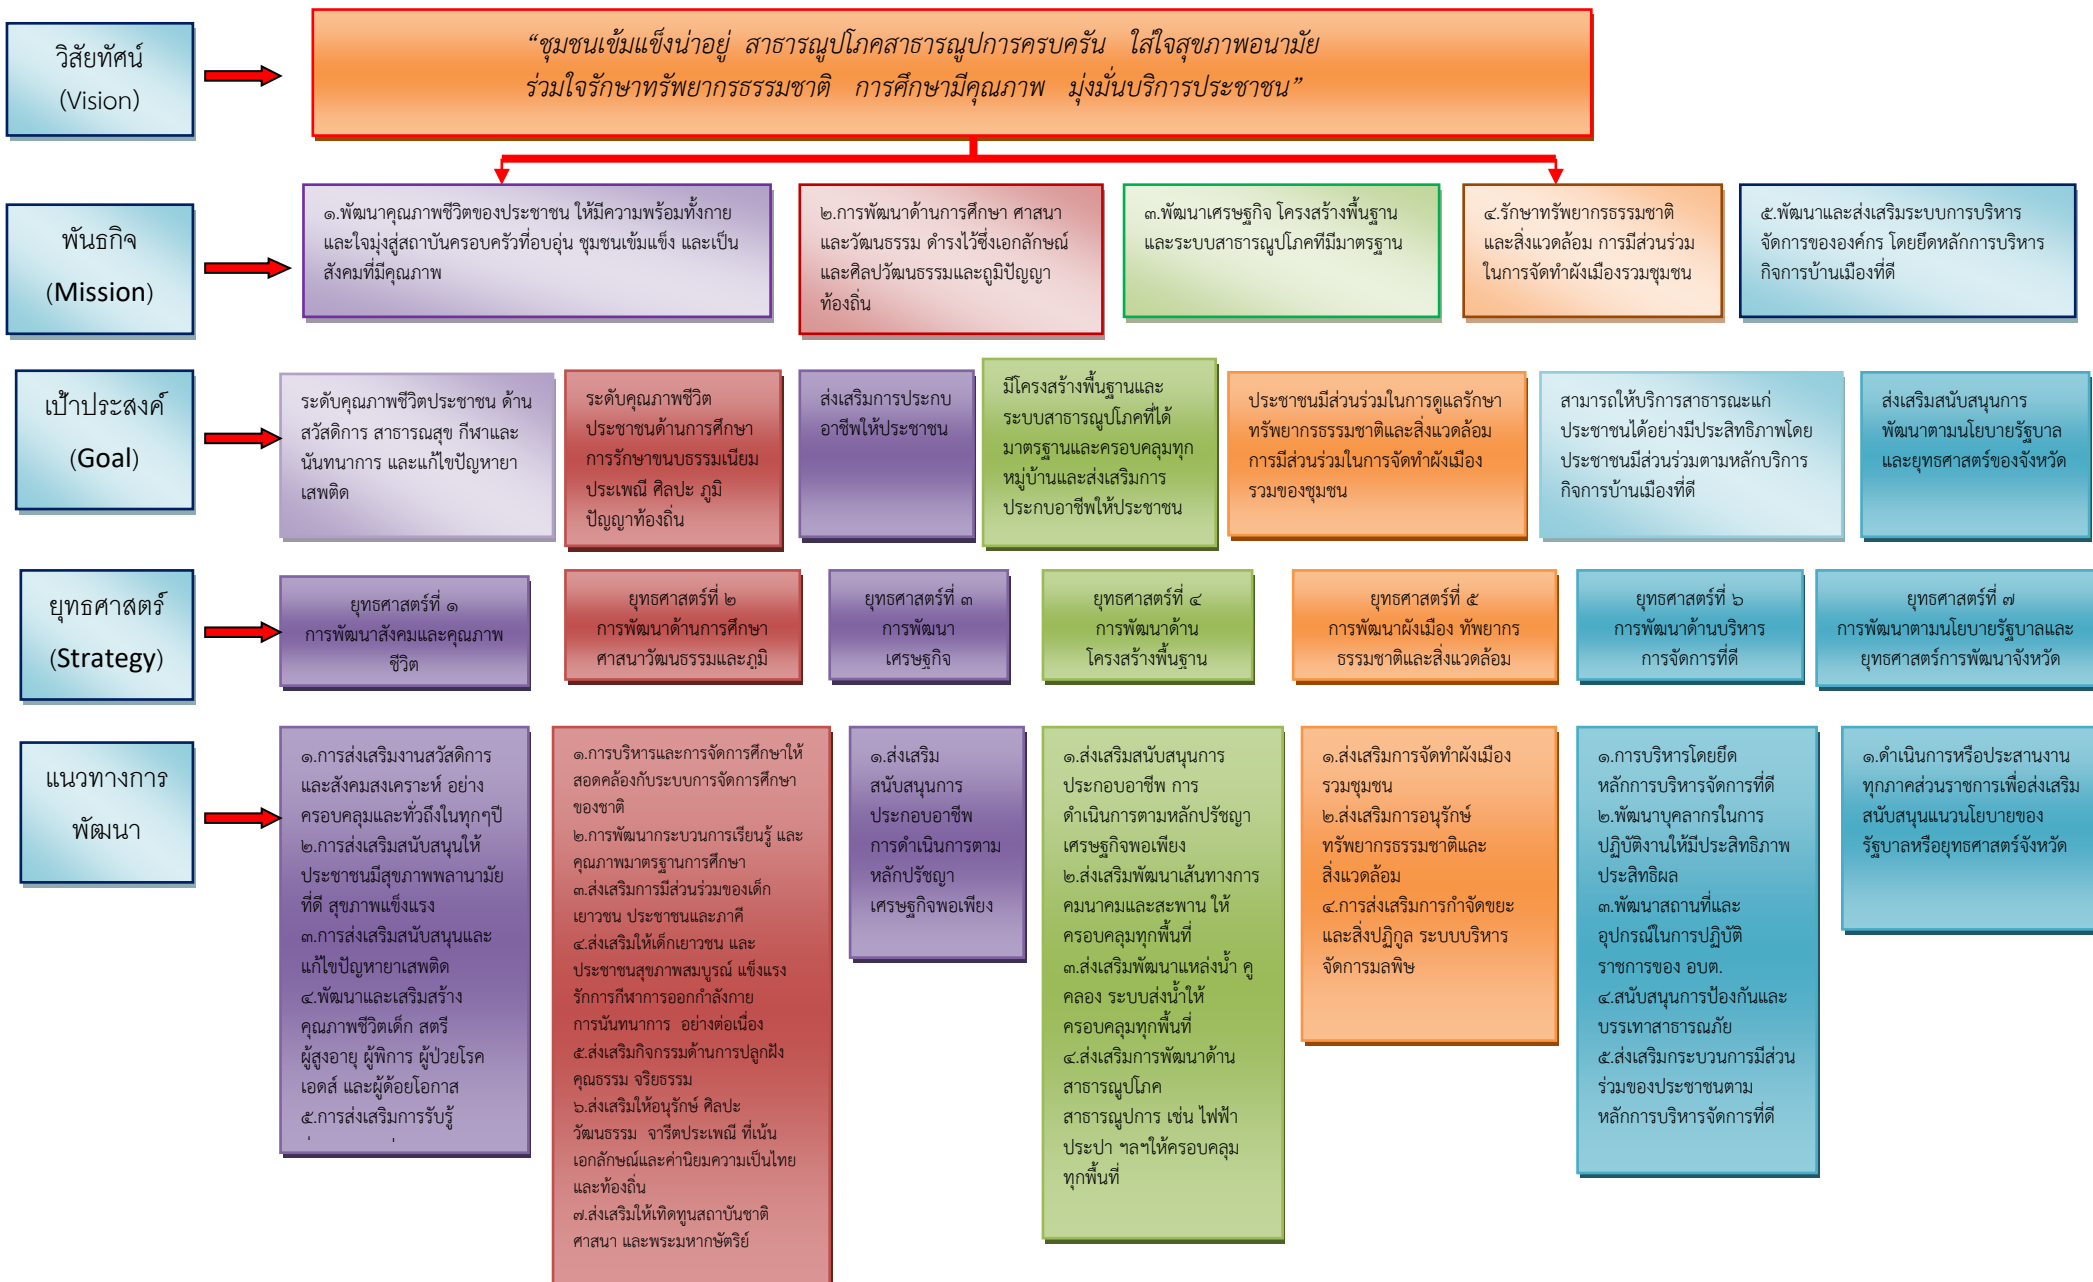 วิสัยทัศน์
(Vision)
“ชุมชนเข้มแข็งน่าอยู่ สาธารณูปโภคสาธารณูปการครบครัน ใส่ใจสุขภาพอนามัย
ร่วมใจรักษาทรัพยากรธรรมชาติ การศึกษามีคุณภาพ มุ่งมั่นบริการประชาชน”
พันธกิจ
(Mission)
๑.พัฒนาคุณภาพชีวิตของประชาชน ให้มีความพร้อมทั้งกาย
และใจมุ่งสู่สถาบันครอบครัวที่อบอุ่น ชุมชนเข้มแข็ง และเป็น
สังคมที่มีคุณภาพ
๒.การพัฒนาด้านการศึกษา ศาสนา
และวัฒนธรรม ดำรงไว้ซึ่งเอกลักษณ์
และศิลปวัฒนธรรมและถูมิปัญญา
ท้องถิ่น
๓.พัฒนาเศรษฐกิจ โครงสร้างพื้นฐาน
และระบบสาธารณูปโภคที่มีมาตรฐาน
๔.รักษาทรัพยากรธรรมชาติ
และสิ่งแวดล้อม การมีส่วนร่วม
ในการจัดทำผังเมืองรวมชุมชน
๕.พัฒนาและส่งเสริมระบบการบริหาร
จัดการขององค์กร โดยยึดหลักการบริหาร
กิจการบ้านเมืองที่ดี
เป้าประสงค์
(Goal)
ระดับคุณภาพชีวิตประชาชน ด้าน
สวัสดิการ สาธารณสุข กีฬาและ
นันทนาการ และแก้ไขปัญหายา
เสพติด
ระดับคุณภาพชีวิต
ประชาชนด้านการศึกษา
การรักษาขนบธรรมเนียม
ประเพณี ศิลปะ ภูมิ
ปัญญาท้องถิ่น
ส่งเสริมการประกบ
อาชีพให้ประชาชน
มีโครงสร้างพื้นฐานและ
ระบบสาธารณูปโภคที่ได้
มาตรฐานและครอบคลุมทุก
หมู่บ้านและส่งเสริมการ
ประกบอาชีพให้ประชาชน
ประชาชนมีส่วนร่วมในการดูแลรักษา
ทรัพยากรธรรมชาติและสิ่งแวดล้อม
การมีส่วนร่วมในการจัดทำผังเมือง
รวมของชุมชน
สามารถให้บริการสาธารณะแก่
ประชาชนได้อย่างมีประสิทธิภาพโดย
ประชาชนมีส่วนร่วมตามหลักบริการ
กิจการบ้านเมืองที่ดี
ส่งเสริมสนับสนุนการ
พัฒนาตามนโยบายรัฐบาล
และยุทธศาสตร์ของจังหวัด
ยุทธศาสตร์
(Strategy)
ยุทธศาสตร์ที่ ๑
การพัฒนาสังคมและคุณภาพ
ชีวิต
ยุทธศาสตร์ที่ ๒
การพัฒนาด้านการศึกษา
ศาสนาวัฒนธรรมและภูมิ
ยุทธศาสตร์ที่ ๓
การพัฒนา
เศรษฐกิจ
ยุทธศาสตร์ที่ ๔
การพัฒนาด้าน
โครงสร้างพื้นฐาน
ยุทธศาสตร์ที่ ๕
การพัฒนาผังเมือง ทัพยากร
ธรรมชาติและสิ่งแวดล้อม
ยุทธศาสตร์ที่ ๖
การพัฒนาด้านบริหาร
การจัดการที่ดี
ยุทธศาสตร์ที่ ๗
การพัฒนาตามนโยบายรัฐบาลและ
ยุทธศาสตร์การพัฒนาจังหวัด
แนวทางการ
พัฒนา
๑.การส่งเสริมงานสวัสดิการ
และสังคมสงเคราะห์ อย่าง
ครอบคลุมและทั่วถึงในทุกๆปี
๒.การส่งเสริมสนับสนุนให้
ประชาชนมีสุขภาพพลานามัย
ที่ดี สุขภาพแข็งแรง
๓.การส่งเสริมสนับสนุนและ
แก้ไขปัญหายาเสพติด
๔.พัฒนาและเสริมสร้าง
คุณภาพชีวิตเด็ก สตรี
ผู้สูงอายุ ผู้พิการ ผู้ป่วยโรค
เอดส์ และผู้ด้อยโอกาส
๕.การส่งเสริมการรับรู้
๑.การบริหารและการจัดการศึกษาให้
สอดคล้องกับระบบการจัดการศึกษา
ของชาติ
๒.การพัฒนากระบวนการเรียนรู้ และ
คุณภาพมาตรฐานการศึกษา
๓.ส่งเสริมการมีส่วนร่วมของเด็ก
เยาวชน ประชาชนและภาคี
๔.ส่งเสริมให้เด็กเยาวชน และ
ประชาชนสุขภาพสมบูรณ์ แข็งแรง
รักการกีฬาการออกกำลังกาย
การนันทนาการ อย่างต่อเนื่อง
๕.ส่งเสริมกิจกรรมด้านการปลูกฝัง
คุณธรรม จริยธรรม
๖.ส่งเสริมให้อนุรักษ์ ศิลปะ
วัฒนธรรม จารีตประเพณี ที่เน้น
เอกลักษณ์และค่านิยมความเป็นไทย
และท้องถิ่น
๗.ส่งเสริมให้เทิดทูนสถาบันชาติ
ศาสนา และพระมหากษัตริย์
๑.ส่งเสริม
สนับสนุนการ
ประกอบอาชีพ
การดำเนินการตาม
หลักปรัชญา
เศรษฐกิจพอเพียง
๑.ส่งเสริมสนับสนุนการ
ประกอบอาชีพ การ
ดำเนินการตามหลักปรัชญา
เศรษฐกิจพอเพียง
๒.ส่งเสริมพัฒนาเส้นทางการ
คมนาคมและสะพาน ให้
ครอบคลุมทุกพื้นที่
๓.ส่งเสริมพัฒนาแหล่งน้ำ คู
คลอง ระบบส่งน้ำให้
ครอบคลุมทุกพื้นที่
๔.ส่งเสริมการพัฒนาด้าน
สาธารณูปโภค
สาธารณูปการ เช่น ไฟฟ้า
ประปา ฯลฯให้ครอบคลุม
ทุกพื้นที่
๑.ส่งเสริมการจัดทำผังเมือง
รวมชุมชน
๒.ส่งเสริมการอนุรักษ์
ทรัพยากรธรรมชาติและ
สิ่งแวดล้อม
๔.การส่งเสริมการกำจัดขยะ
และสิ่งปฏิกูล ระบบบริหาร
จัดการมลพิษ
๑.การบริหารโดยยึด
หลักการบริหารจัดการที่ดี
๒.พัฒนาบุคลากรในการ
ปฏิบัติงานให้มีประสิทธิภาพ
ประสิทธิผล
๓.พัฒนาสถานที่และ
อุปกรณ์ในการปฏิบัติ
ราชการของ อบต.
๔.สนับสนุนการป้องกันและ
บรรเทาสาธารณภัย
๕.ส่งเสริมกระบวนการมีส่วน
ร่วมของประชาชนตาม
หลักการบริหารจัดการที่ดี
๑.ดำเนินการหรือประสานงาน
ทุกภาคส่วนราชการเพื่อส่งเสริม
สนับสนุนแนวนโยบายของ
รัฐบาลหรือยุทธศาสตร์จังหวัด